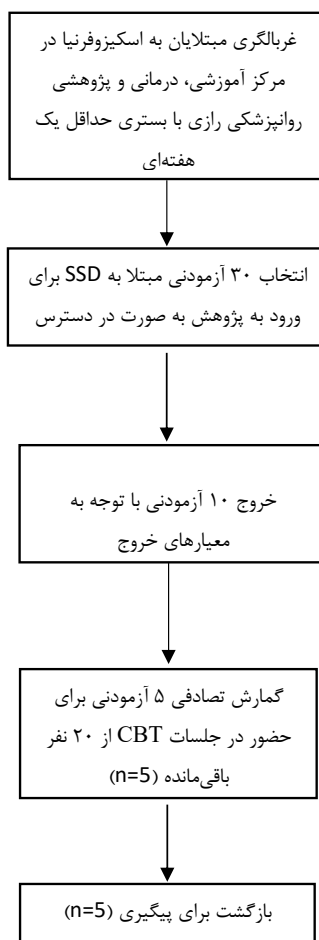 غربالگری مبتلایان به اسکیزوفرنیا در
مرکز آموزشی، درمانی و پژوهشی
روانپزشکی رازی با بستری حداقل یک
هفته‌ای
انتخاب ۳۰ آزمودنی مبتلا به SSD برای
ورود به پژوهش به صورت در دسترس
خروج ۱۰ آزمودنی با توجه به
معیارهای خروج
گمارش تصادفی ۵ آزمودنی برای
حضور در جلسات CBT از ۲۰ نفر
باقی‌مانده (n=5)
بازگشت برای پیگیری (n=5)